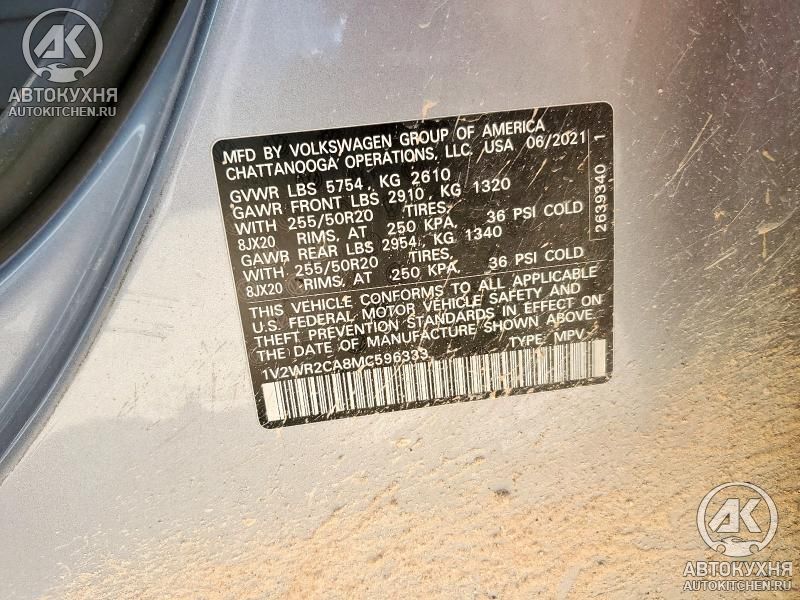 AK
АВТОКУХНЯ
AUTOKITCHEN.RU
MFD BY VOLKSWAGEN GROUP OF AMERICA
CHATTANOOGA OPERATIONS, LLC. USA 06/2021 1
GVWR LBS 5754 , KG 2610
GAWR FRONT LBS 2910 , KG 1320
WITH 255/50R20 TIRES,
8JX20 RIMS, AT 250 KPA, 36 PSI COLD
GAWR REAR LBS 2954 , KG 1340
WITH 255/50R20 TIRES,
8JX20 RIMS, AT 250 KPA, 36 PSI COLD
THIS VEHICLE CONFORMS TO ALL APPLICABLE
U.S. FEDERAL MOTOR VEHICLE SAFETY AND
THEFT PREVENTION STANDARDS IN EFFECT ON
THE DATE OF MANUFACTURE SHOWN ABOVE.
1V2WR2CA8MC596333 TYPE: MPV
2639340
AK
АВТОКУХНЯ
AUTOKITCHEN.RU